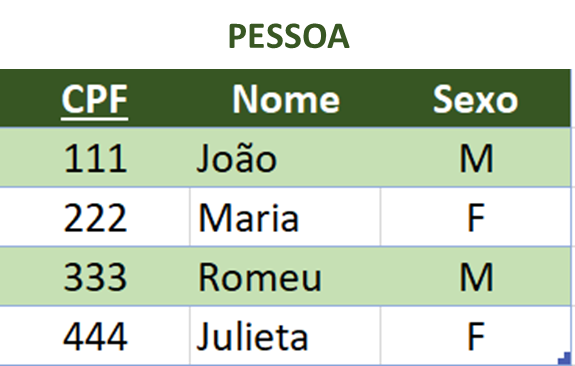 PESSOA
CPF Nome Sexo
111 João M
222 Maria F
333 Romeu M
444 Julieta F